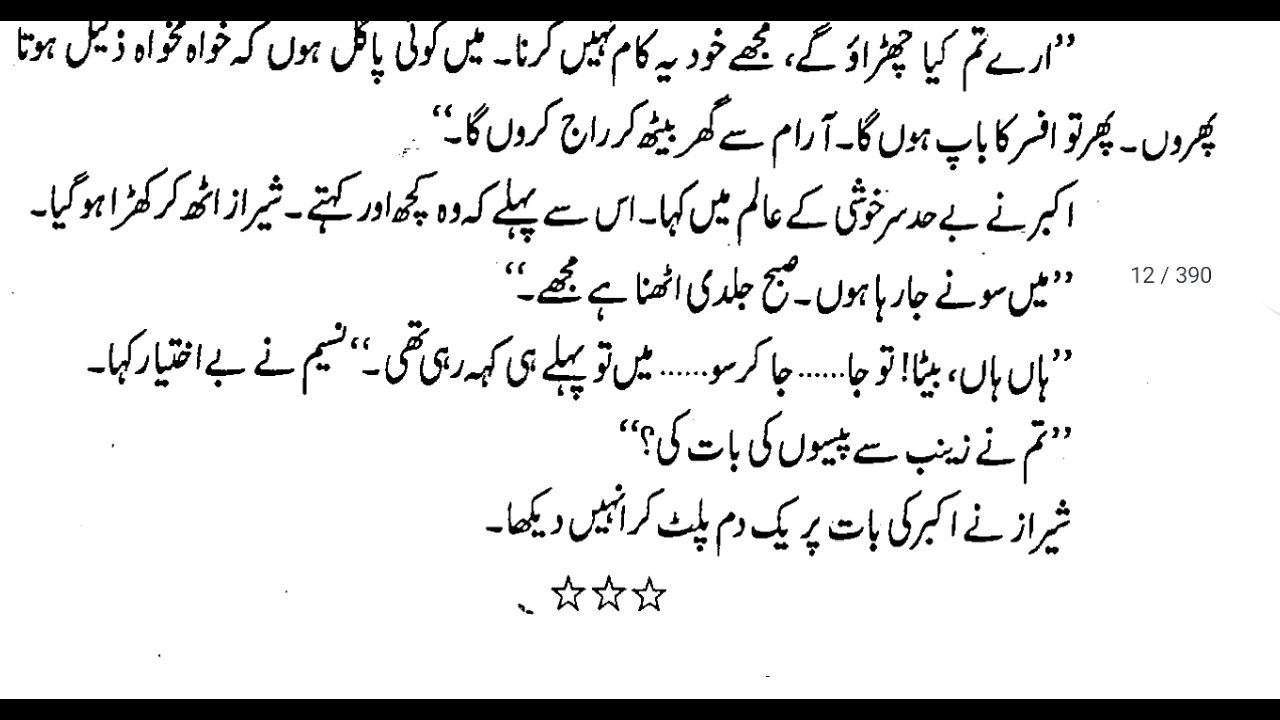 ”ارے تم کیا چھڑاؤ گے، مجھے خود یہ کام نہیں کرنا۔ میں کوئی پاگل ہوں کہ خواہ مخواہ ذلیل ہوتا
پھروں۔ پھر تو افسر کا باپ ہوں گا۔ آرام سے گھر بیٹھ کر راج کروں گا۔“
اکبر نے بے حد سرخوشی کے عالم میں کہا۔ اس سے پہلے کہ وہ کچھ اور کہتے۔ شیراز اٹھ کر کھڑا ہو گیا۔
”میں سونے جا رہا ہوں۔ صبح جلدی اٹھنا ہے مجھے۔“
12 / 390
”ہاں ہاں، بیٹا! تو جا...... جا کر سو...... میں تو پہلے ہی کہہ رہی تھی۔“ نسیم نے بے اختیار کہا۔
”تم نے زینب سے پیسوں کی بات کی؟“
شیراز نے اکبر کی بات پر یک دم پلٹ کر انہیں دیکھا۔
☆☆☆